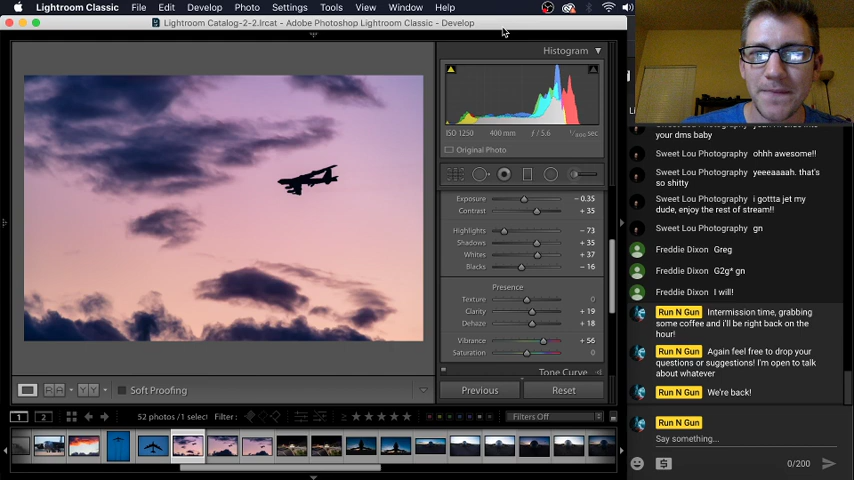 Lightroom Classic File Edit Develop Photo Settings Tools View Window Help
Lightroom Catalog-2-2.lrcat - Adobe Photoshop Lightroom Classic - Develop
Histogram
ISO 1250 400 mm ƒ / 5.6 sec
Original Photo
Exposure − 0.35
Contrast + 35
Highlights − 73
Shadows + 35
Whites + 37
Blacks − 16
Presence
Texture 0
Clarity + 19
Dehaze + 18
Vibrance + 56
Saturation 0
Tone Curve
Soft Proofing
Previous Reset
1 2 52 photos /1 select Filter: Filters Off
your dms baby
Sweet Lou Photography ohhh awesome!!
Sweet Lou Photography yeeeaaaah. that's
so shitty
Sweet Lou Photography i gottta jet my
dude, enjoy the rest of stream!!
Sweet Lou Photography gn
Freddie Dixon Greg
Freddie Dixon G2g* gn
Freddie Dixon I will!
Run N Gun Intermission time, grabbing
some coffee and i'll be right back on the
hour!
Run N Gun Again feel free to drop your
questions or suggestions! I'm open to talk
about whatever
Run N Gun We're back!
Run N Gun
Say something...
0/200